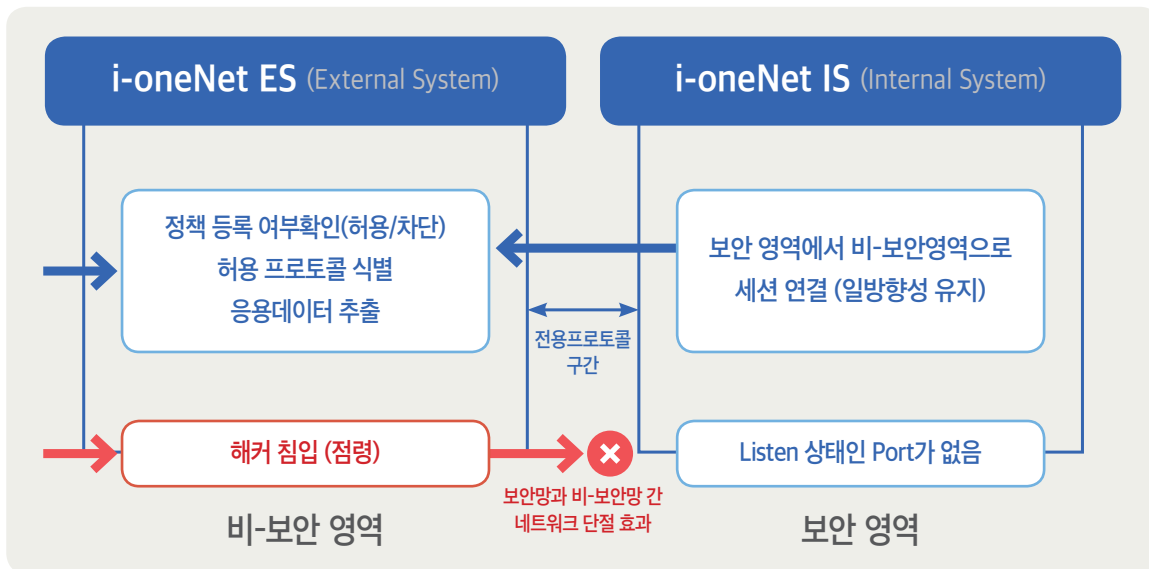 i-oneNet ES (External System)
i-oneNet IS (Internal System)
정책 등록 여부확인(허용/차단)
허용 프로토콜 식별
응용데이터 추출
보안 영역에서 비-보안영역으로
세션 연결 (일방향성 유지)
전용프로토콜
구간
해커 침입 (점령)
Listen 상태인 Port가 없음
보안망과 비-보안망 간
네트워크 단절 효과
비-보안 영역
보안 영역